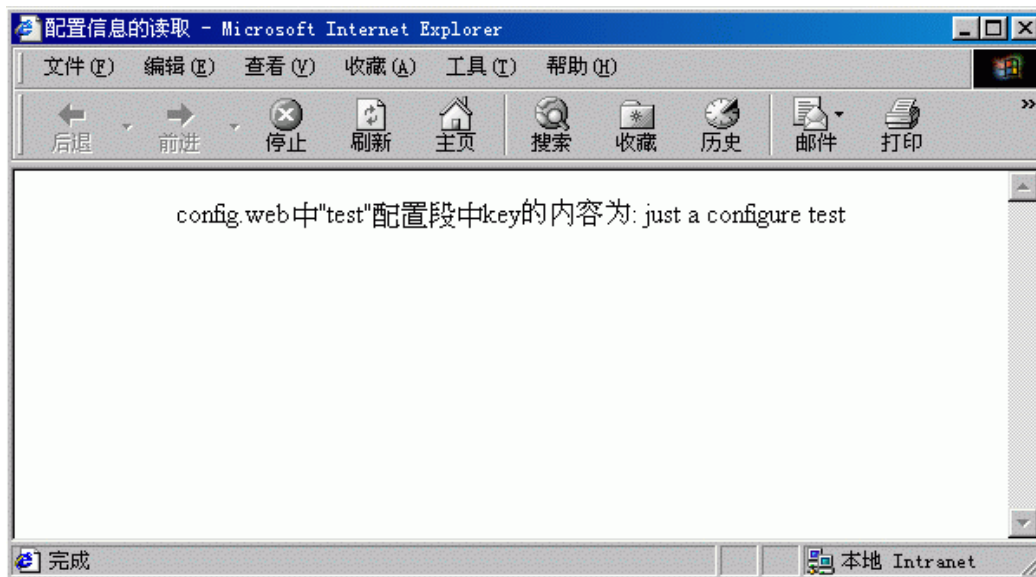 配置信息的读取 - Microsoft Internet Explorer
文件(F) 编辑(E) 查看(V) 收藏(A) 工具(T) 帮助(H)
后退 前进 停止 刷新 主页 搜索 收藏 历史 邮件 打印 »
config.web中"test"配置段中key的内容为: just a configure test
完成 本地 Intranet